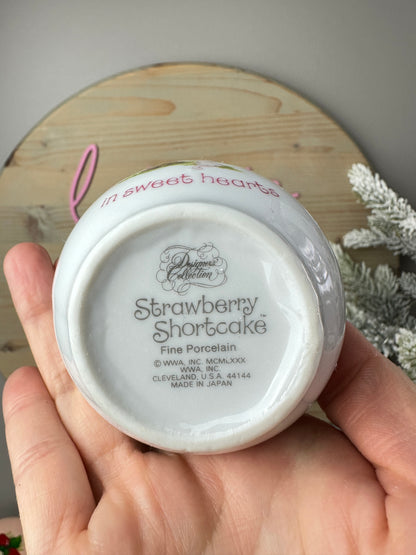 in sweet hearts
Designers
Collection
Strawberry
Shortcake™
Fine Porcelain
© WWA, INC. MCMLXXX
WWA, INC.
CLEVELAND, U.S.A. 44144
MADE IN JAPAN